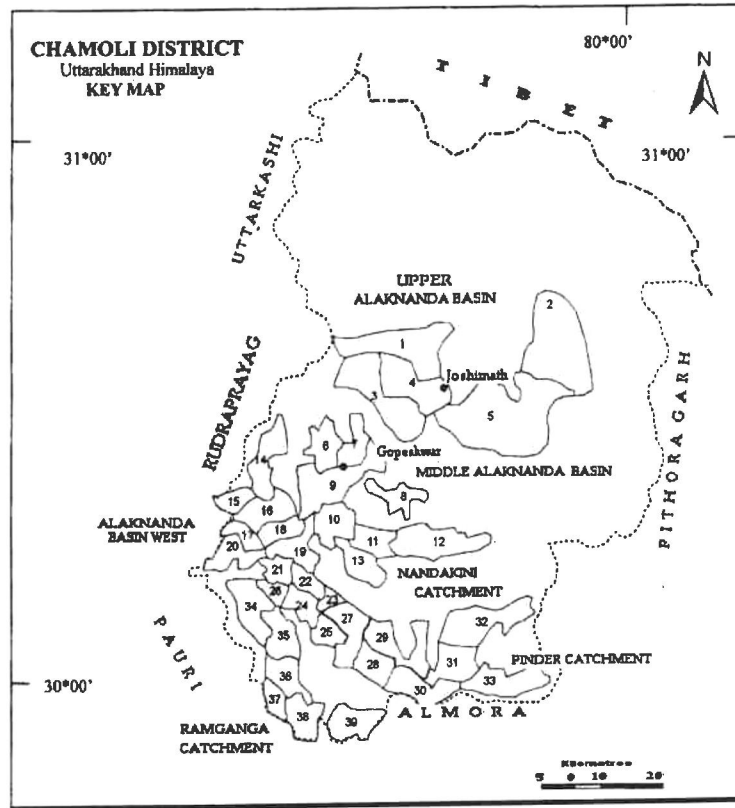 CHAMOLI DISTRICT
Uttarakhand Himalaya
KEY MAP
80°00'
N
TIBET
31°00'
31°00'
UTTARKASHI
UPPER
ALAKNANDA BASIN
2
1
4
Joshimath
3
5
RUDRAPRAYAG
PITHORAGARH
6
7
Gopeshwar
14
9
MIDDLE ALAKNANDA BASIN
8
15
16
10
ALAKNANDA
BASIN WEST
17
18
11
12
20
19
13
NANDAKINI
CATCHMENT
21
22
26
24
23
34
27
32
25
29
35
PAURI
28
31
PINDER CATCHMENT
36
30
33
30°00'
37
38
39
ALMORA
RAMGANGA
CATCHMENT
Kilometres
5 0 10 20